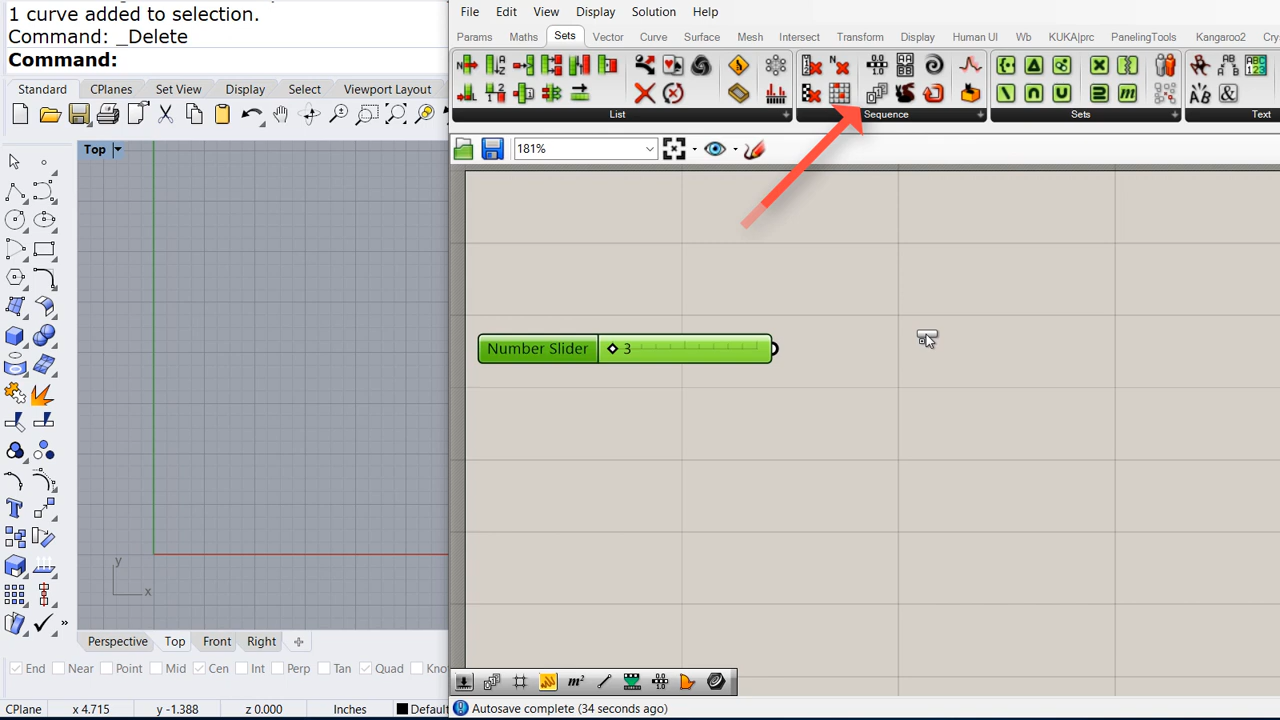 1 curve added to selection.
Command: _Delete
Command:
Standard CPlanes Set View Display Select Viewport Layout
Top
y
x
Perspective Top Front Right
End Near Point Mid Cen Int Perp Tan Quad Kno
CPlane x 4.715 y -1.388 z 0.000 Inches Default
File Edit View Display Solution Help
Params Maths Sets Vector Curve Surface Mesh Intersect Transform Display Human UI Wb KUKA|prc PanelingTools Kangaroo2 Cry
List Sequence Sets Text
181%
Number Slider 3
Autosave complete (34 seconds ago)